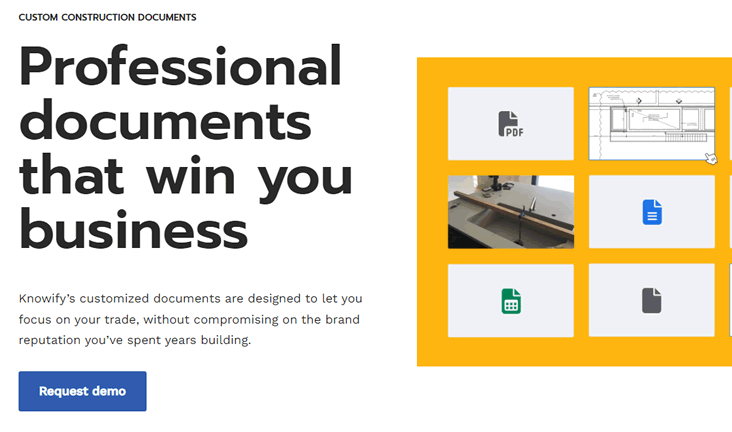 CUSTOM CONSTRUCTION DOCUMENTS
Professional
documents
that win you
business
Knowify’s customized documents are designed to let you
focus on your trade, without compromising on the brand
reputation you’ve spent years building.
Request demo
PDF